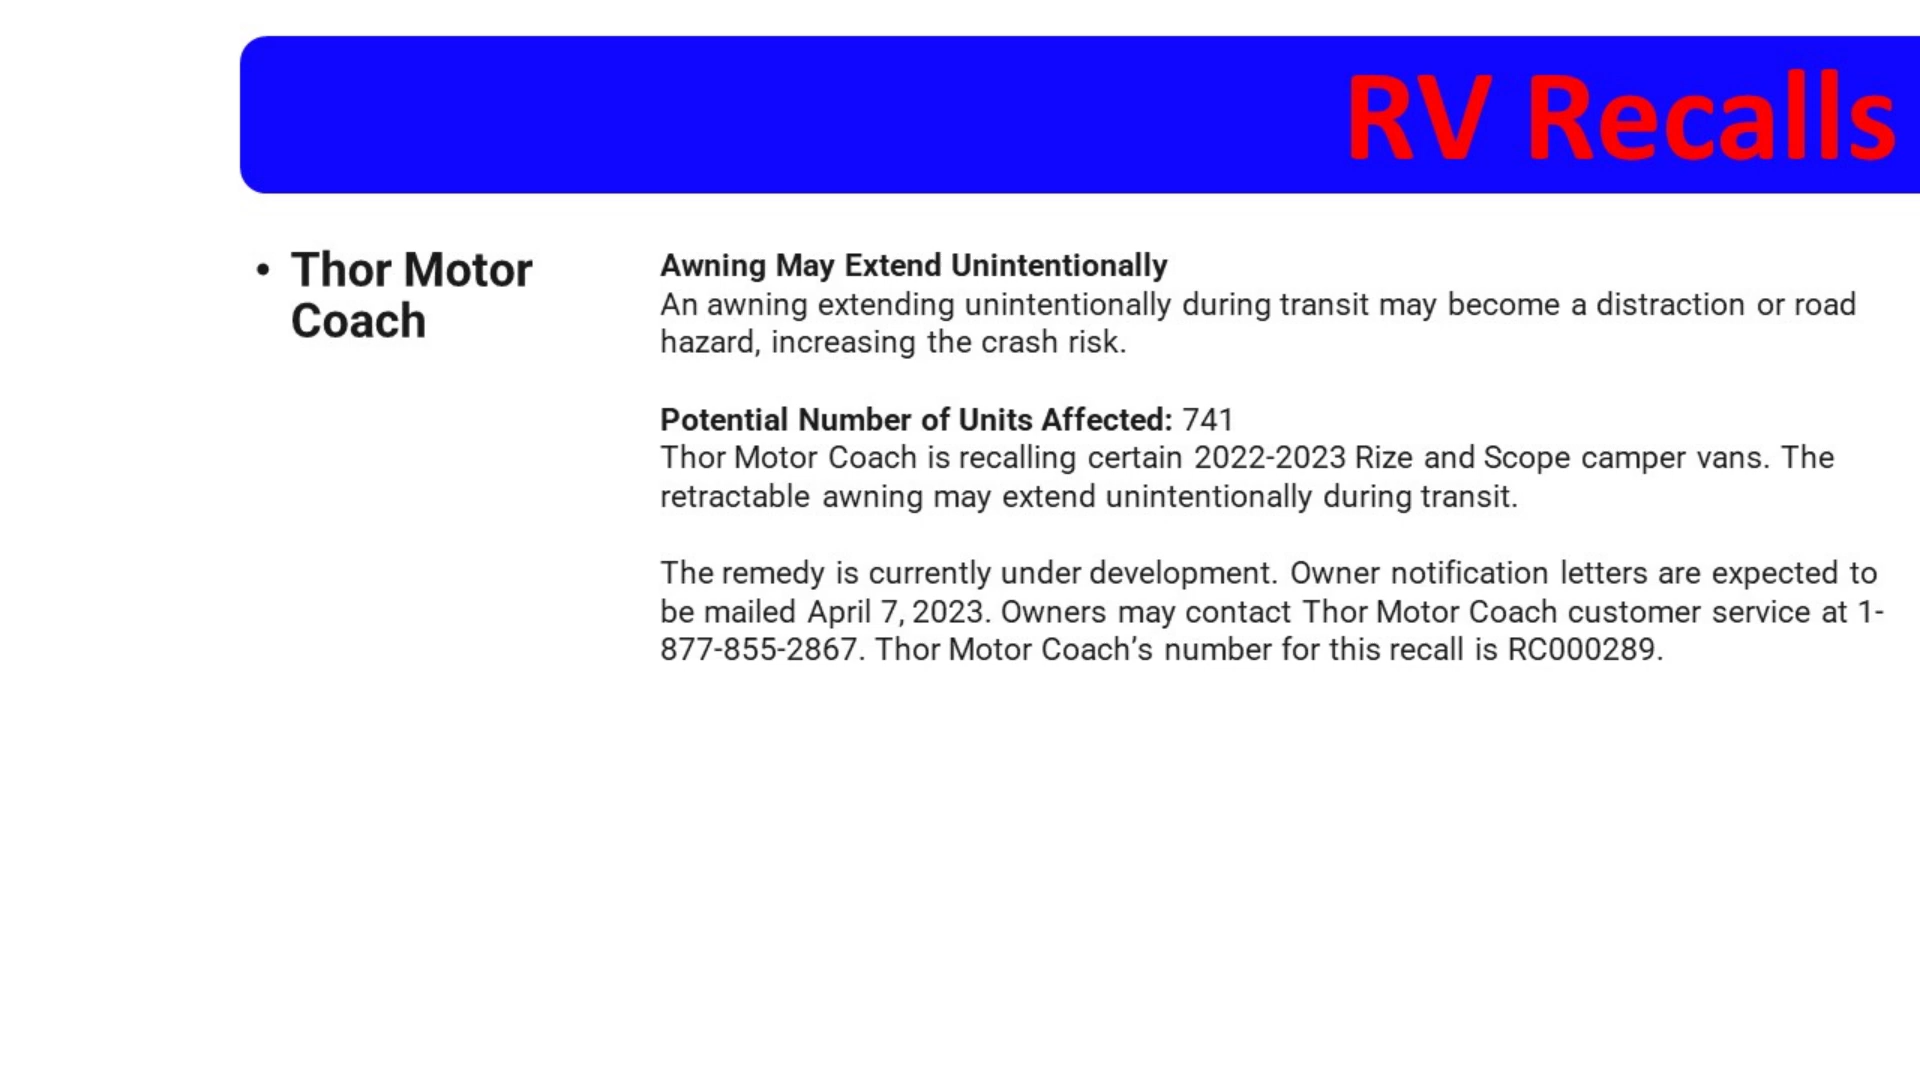 RV Recalls
• Thor Motor
Coach
Awning May Extend Unintentionally
An awning extending unintentionally during transit may become a distraction or road
hazard, increasing the crash risk.
Potential Number of Units Affected: 741
Thor Motor Coach is recalling certain 2022-2023 Rize and Scope camper vans. The
retractable awning may extend unintentionally during transit.
The remedy is currently under development. Owner notification letters are expected to
be mailed April 7, 2023. Owners may contact Thor Motor Coach customer service at 1-
877-855-2867. Thor Motor Coach’s number for this recall is RC000289.